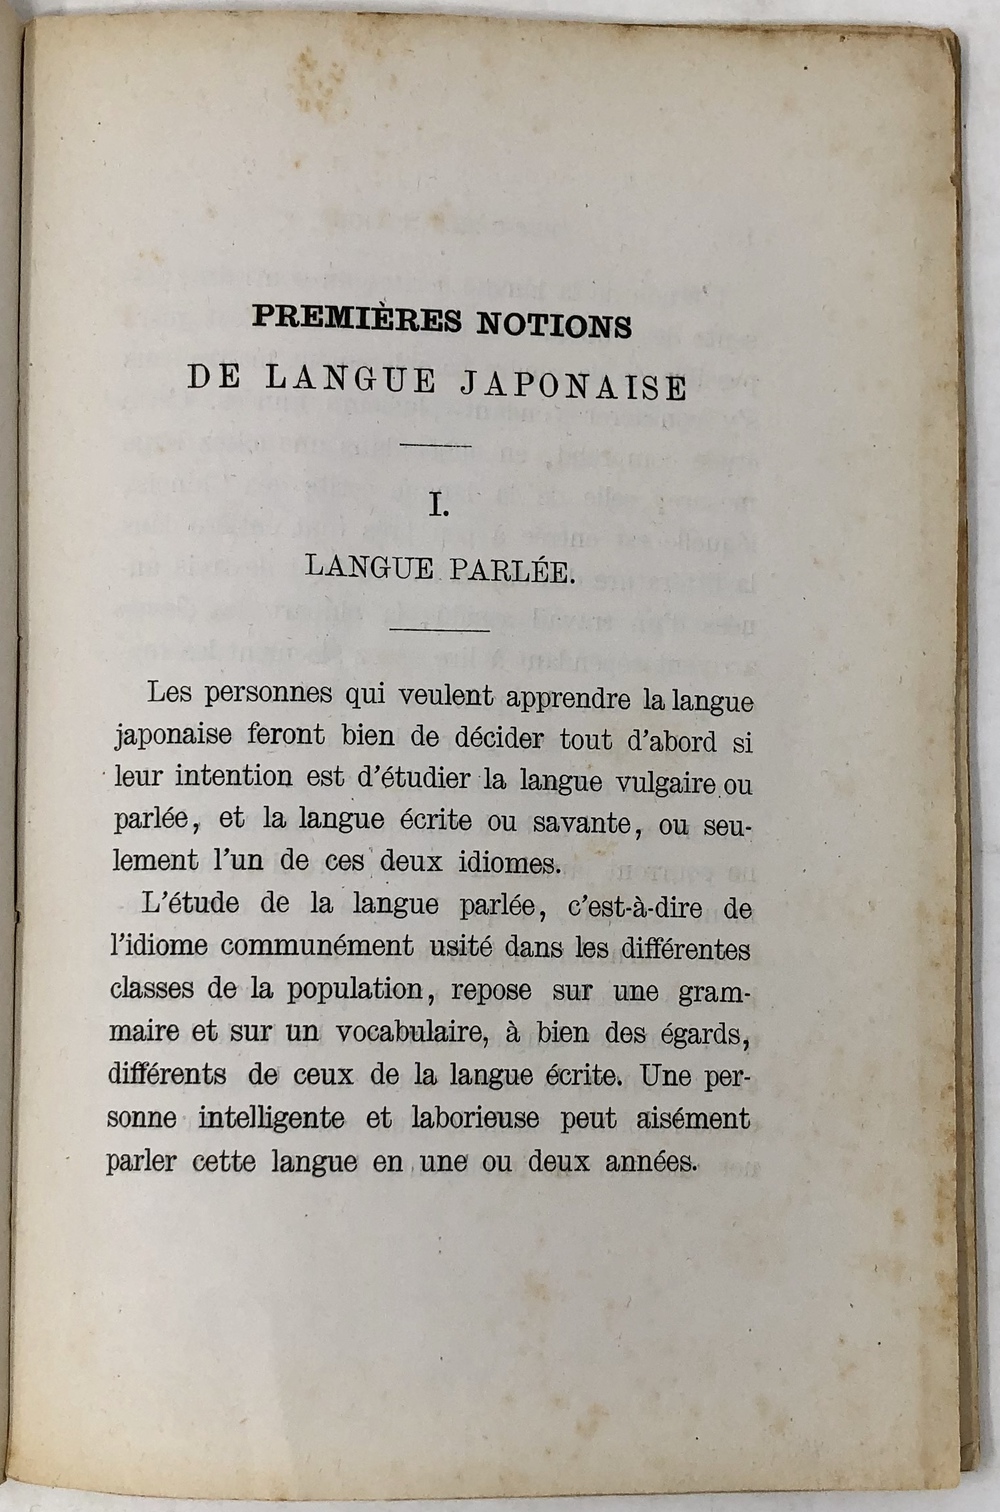 PREMIÈRES NOTIONS
DE LANGUE JAPONAISE
I.
LANGUE PARLÉE.
Les personnes qui veulent apprendre la langue
japonaise feront bien de décider tout d'abord si
leur intention est d'étudier la langue vulgaire ou
parlée, et la langue écrite ou savante, ou seu-
lement l'un de ces deux idiomes.
L'étude de la langue parlée, c'est-à-dire de
l'idiome communément usité dans les différentes
classes de la population, repose sur une gram-
maire et sur un vocabulaire, à bien des égards,
différents de ceux de la langue écrite. Une per-
sonne intelligente et laborieuse peut aisément
parler cette langue en une ou deux années.